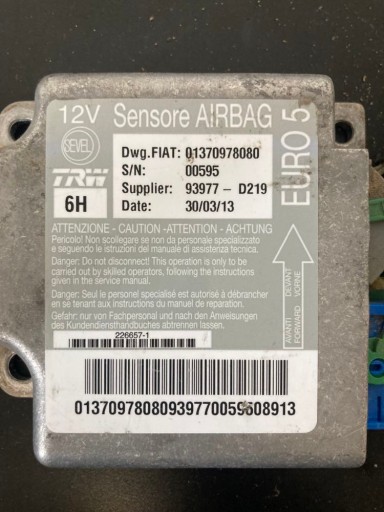 12V Sensore AIRBAG
SEVEL
TRW
6H
EURO 5
Dwg.FIAT: 01370978080
S/N: 00595
Supplier: 93977 - D219
Date: 30/03/13
ATTENZIONE - CAUTION -ATTENTION - ACHTUNG
Pericolo! Non scollegare se non da personale specializzato
e seguendo le istruzioni del manuale di assistenza tecnica.
Danger: Do not disconnect! This operation is only to be
carried out by skilled operators, following the instructions
given in the service manual.
Danger: Seul le personel spécialisé est autorisé à débrancher
en se tenant aux instructions du manuel de réparation.
Gefahr: nur von Fachpersonal und nach den Anweisungen
des Kundendiensthandbuches abtrennen lassen!
AVANTI DEVANT
FORWARD VORNE
226657-1
01370978080939770059508913